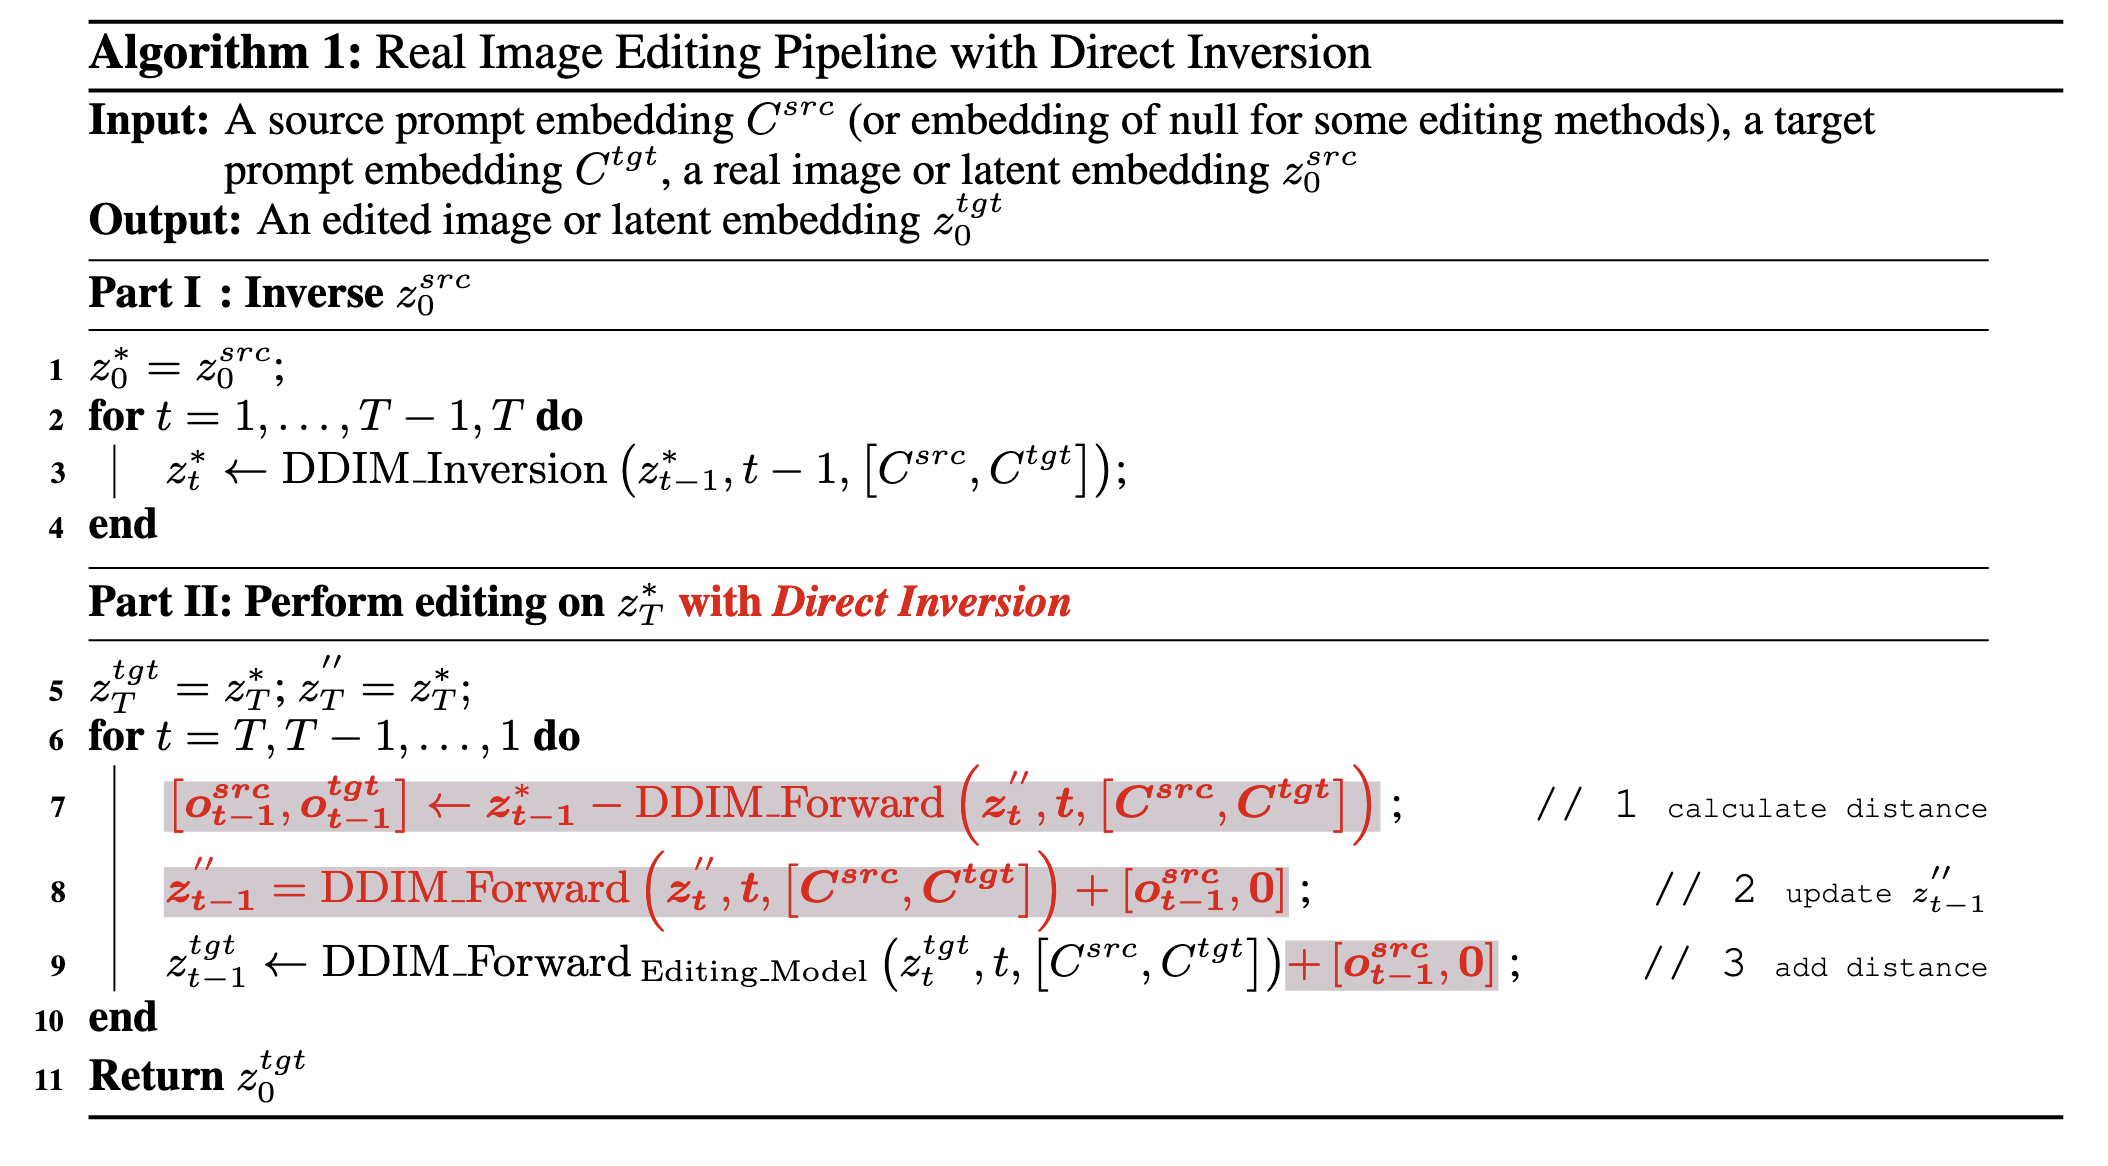 Algorithm 1: Real Image Editing Pipeline with Direct Inversion
Input: A source prompt embedding $C^{src}$ (or embedding of null for some editing methods), a target
prompt embedding $C^{tgt}$, a real image or latent embedding $z_0^{src}$
Output: An edited image or latent embedding $z_0^{tgt}$
Part I : Inverse $z_0^{src}$
1 $z_0^* = z_0^{src}$;
2 for $t = 1, \ldots, T-1, T$ do
3 $z_t^* \leftarrow \text{DDIM\_Inversion}\left(z_{t-1}^*, t-1, \left[C^{src}, C^{tgt}\right]\right)$;
4 end
Part II: Perform editing on $z_T^*$ with Direct Inversion
5 $z_T^{tgt} = z_T^*; z_T^{''} = z_T^*$;
6 for $t = T, T-1, \ldots, 1$ do
7 $\left[o_{t-1}^{src}, o_{t-1}^{tgt}\right] \leftarrow z_{t-1}^* - \text{DDIM\_Forward}\left(z_t^{''}, t, \left[C^{src}, C^{tgt}\right]\right)$ ; // 1 calculate distance
8 $z_{t-1}^{''} = \text{DDIM\_Forward}\left(z_t^{''}, t, \left[C^{src}, C^{tgt}\right]\right) + \left[o_{t-1}^{src}, 0\right]$ ; // 2 update $z_{t-1}^{''}$
9 $z_{t-1}^{tgt} \leftarrow \text{DDIM\_Forward}_{\text{Editing\_Model}}\left(z_t^{tgt}, t, \left[C^{src}, C^{tgt}\right]\right) + \left[o_{t-1}^{src}, 0\right]$ ; // 3 add distance
10 end
11 Return $z_0^{tgt}$